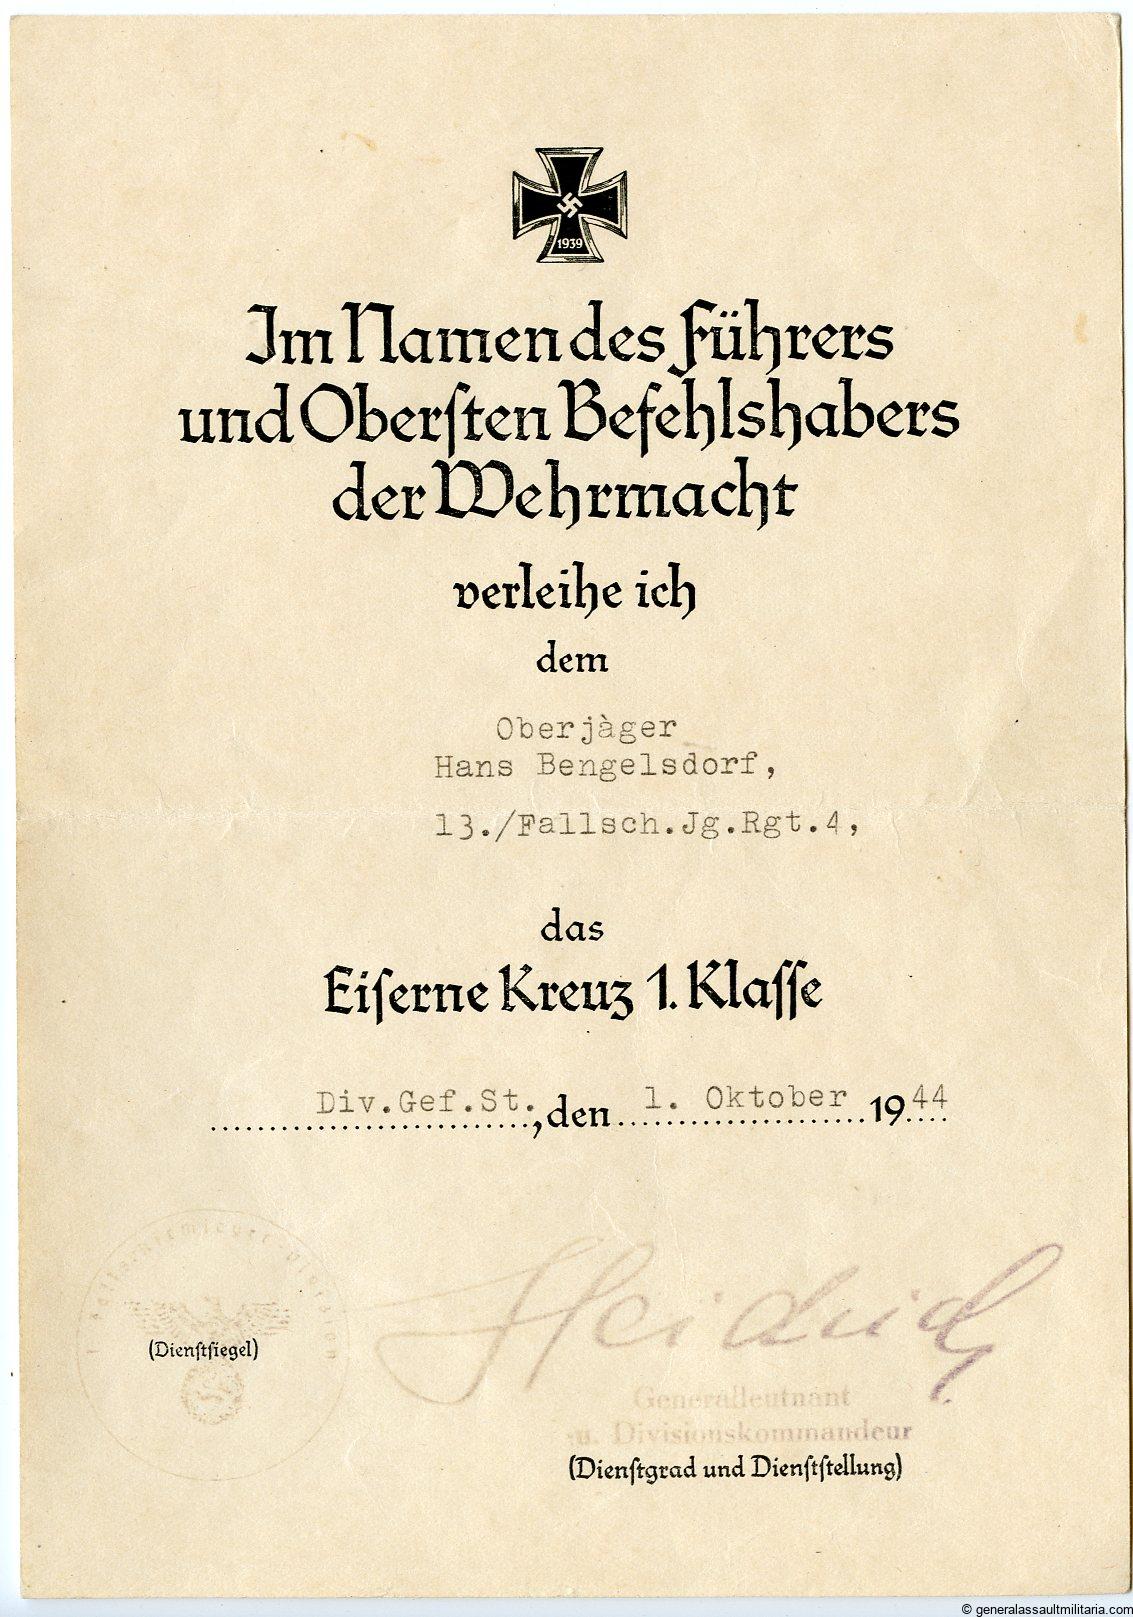 1939
Im Namen des Führers
und Oberſten Befehlshabers
der Wehrmacht
verleihe ich
dem
Oberjàger
Hans Bengelsdorf,
13./Fallsch.Jg.Rgt.4,
das
Eiſerne Kreuz 1. Klaſſe
Div.Gef.St., den 1. Oktober 1944
(Dienſtſiegel)
Heidrich
Generalleutnant
u. Divisionskommandeur
(Dienſtgrad und Dienſtſtellung)
© generalassaultmilitaria.com